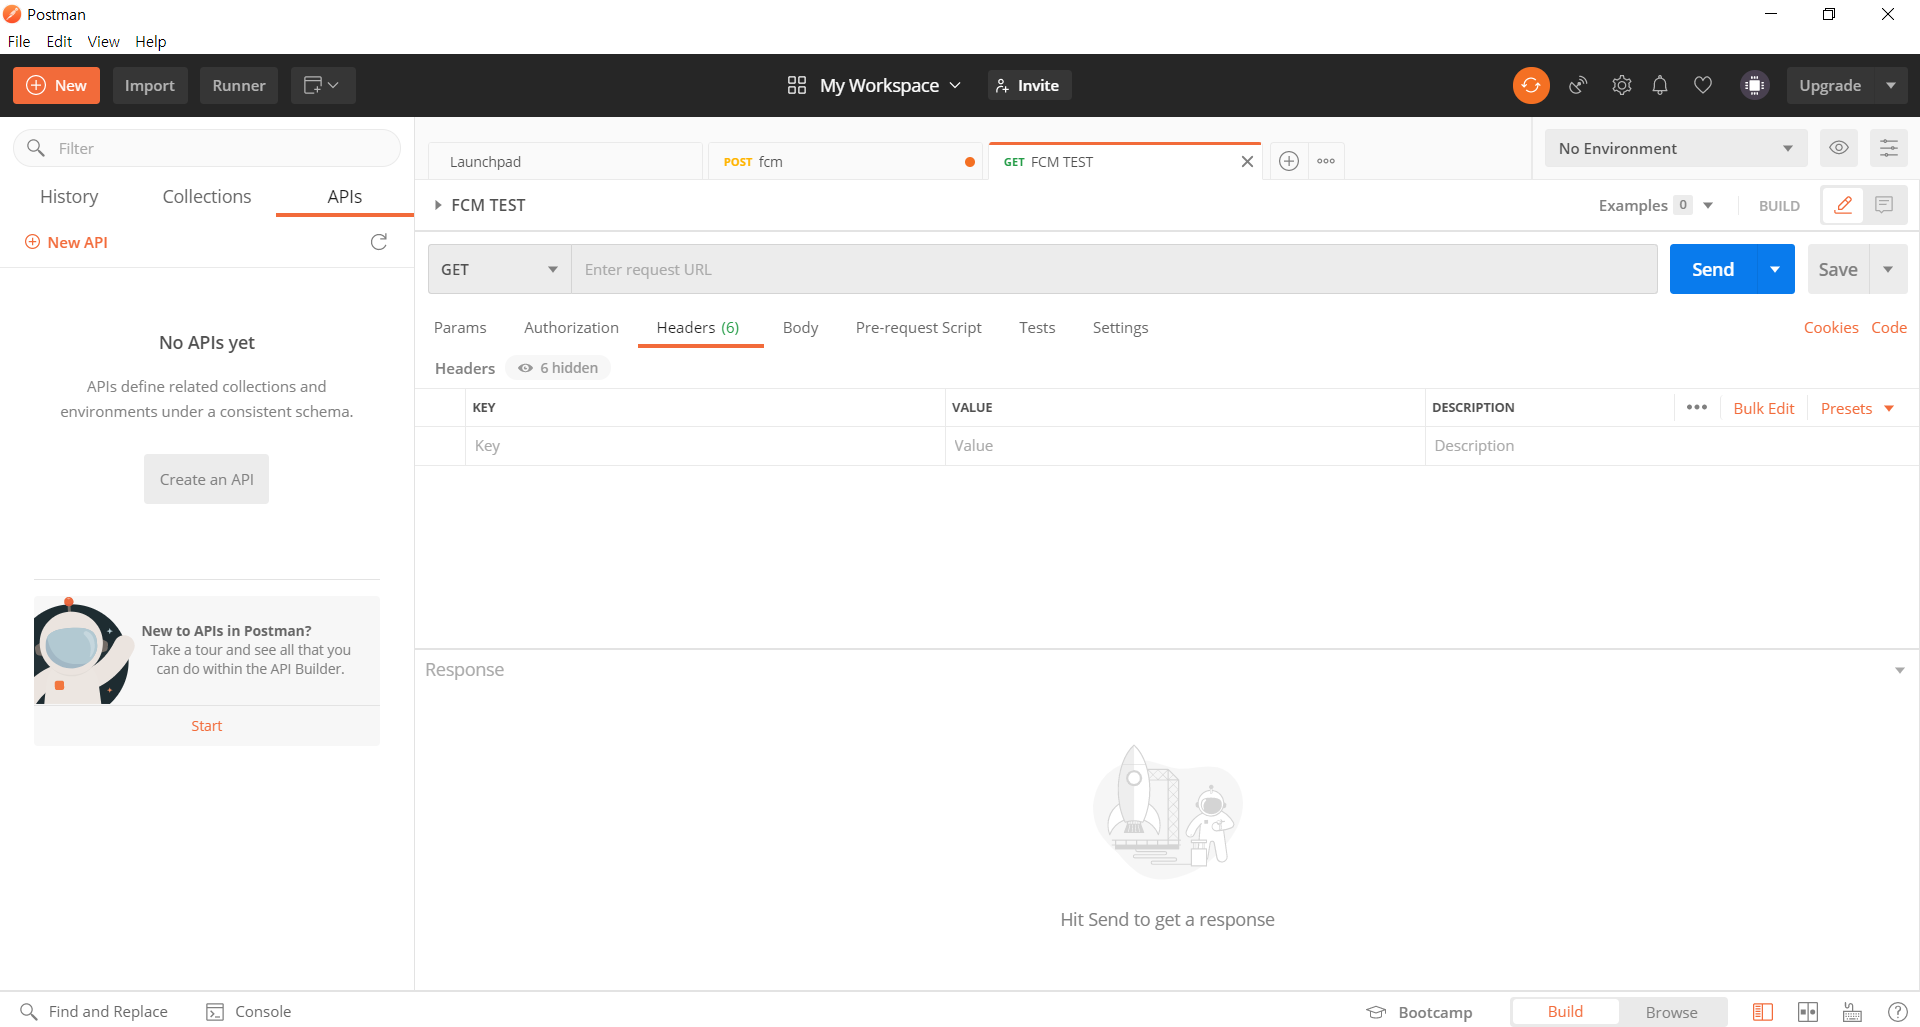 Postman
File Edit View Help
New Import Runner My Workspace Invite Upgrade
Filter
History Collections APIs
New API
No APIs yet
APIs define related collections and
environments under a consistent schema.
Create an API
New to APIs in Postman?
Take a tour and see all that you
can do within the API Builder.
Start
Launchpad POST fcm GET FCM TEST
No Environment
FCM TEST Examples 0 BUILD
GET Enter request URL Send Save
Params Authorization Headers (6) Body Pre-request Script Tests Settings Cookies Code
Headers 6 hidden
KEY VALUE DESCRIPTION Bulk Edit Presets
Key Value Description
Response
Hit Send to get a response
Find and Replace Console Bootcamp Build Browse